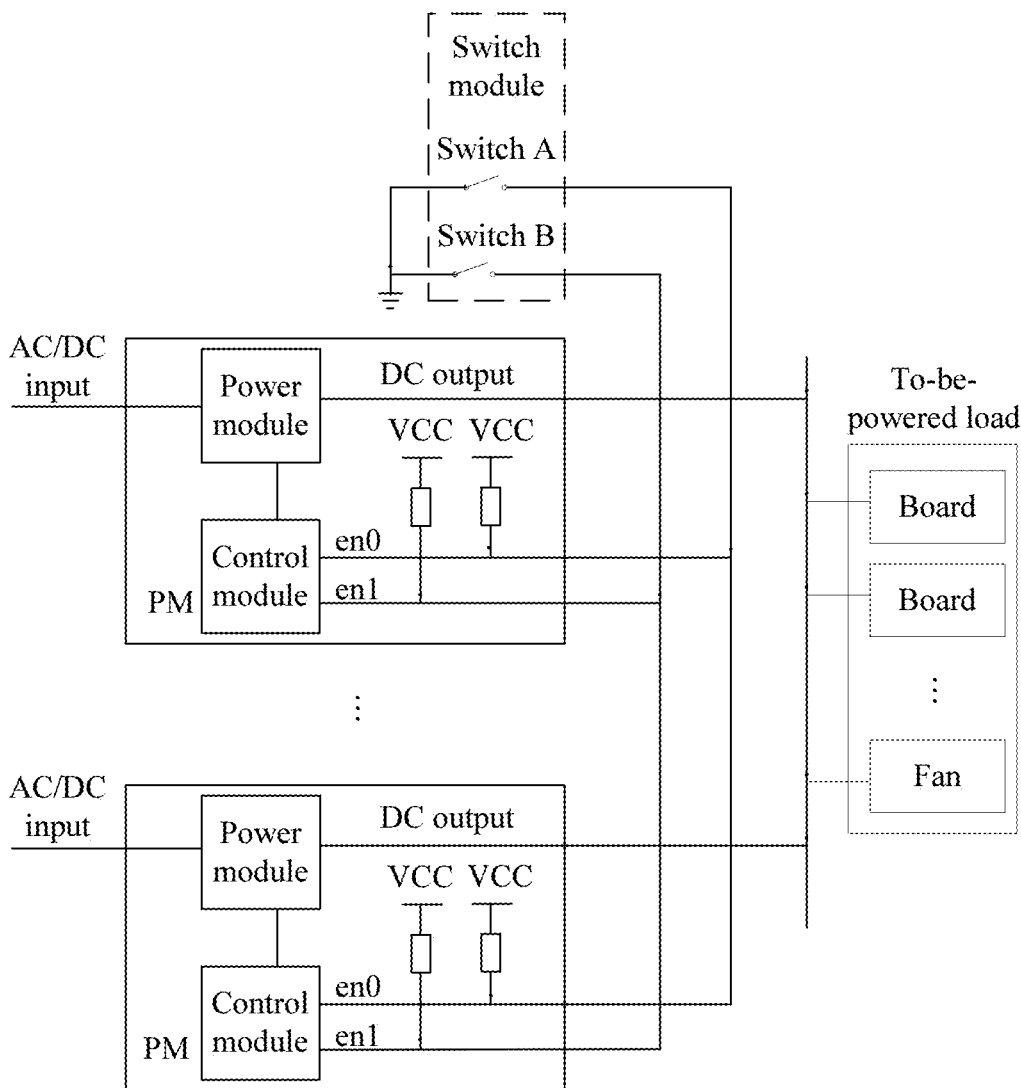 Switch
module
Switch A
Switch B
AC/DC
input
Power
module
DC output
VCC VCC
To-be-
powered load
Board
Control
module
en0
en1
PM
Board
Fan
AC/DC
input
Power
module
DC output
VCC VCC
Control
module
en0
en1
PM